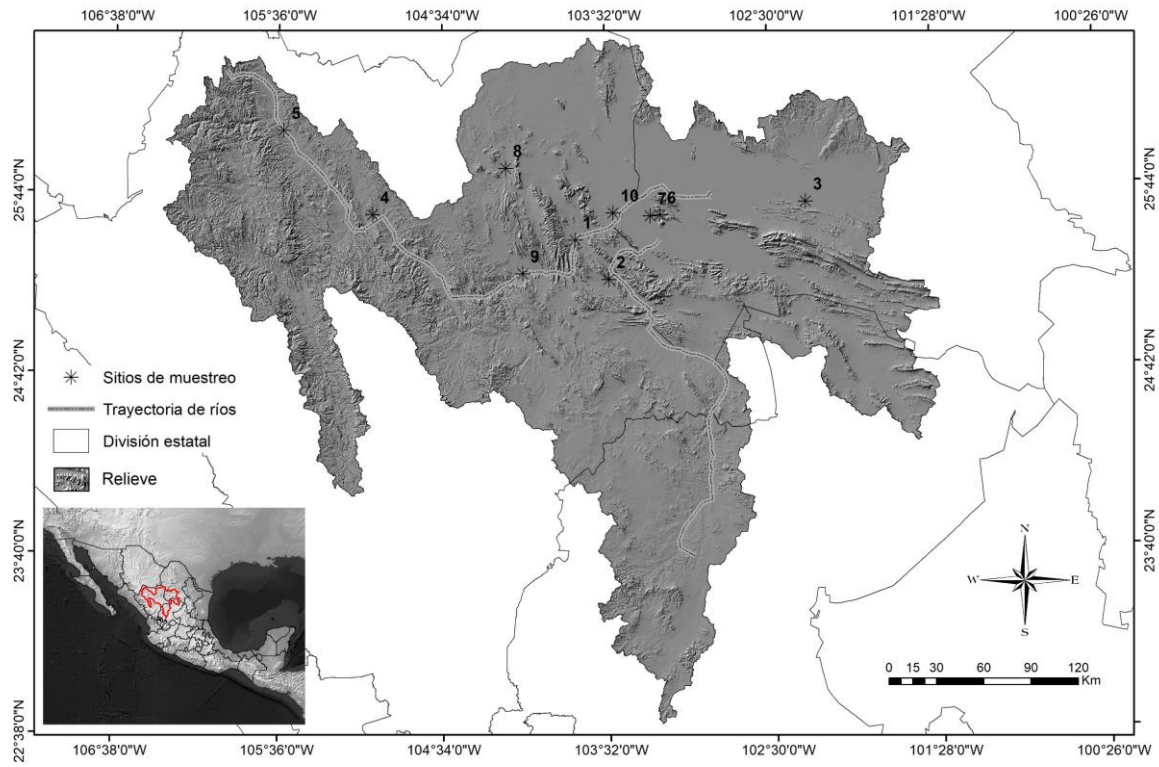 106°38'0"W 105°36'0"W 104°34'0"W 103°32'0"W 102°30'0"W 101°28'0"W 100°26'0"W
5
8
25°44'0"N 25°44'0"N
3
10
76
4
1
9
2
24°42'0"N 24°42'0"N
Sitios de muestreo
Trayectoria de ríos
División estatal
Relieve
23°40'0"N 23°40'0"N
N
W E
S
0 15 30 60 90 120
Km
22°38'0"N
106°38'0"W 105°36'0"W 104°34'0"W 103°32'0"W 102°30'0"W 101°28'0"W 100°26'0"W